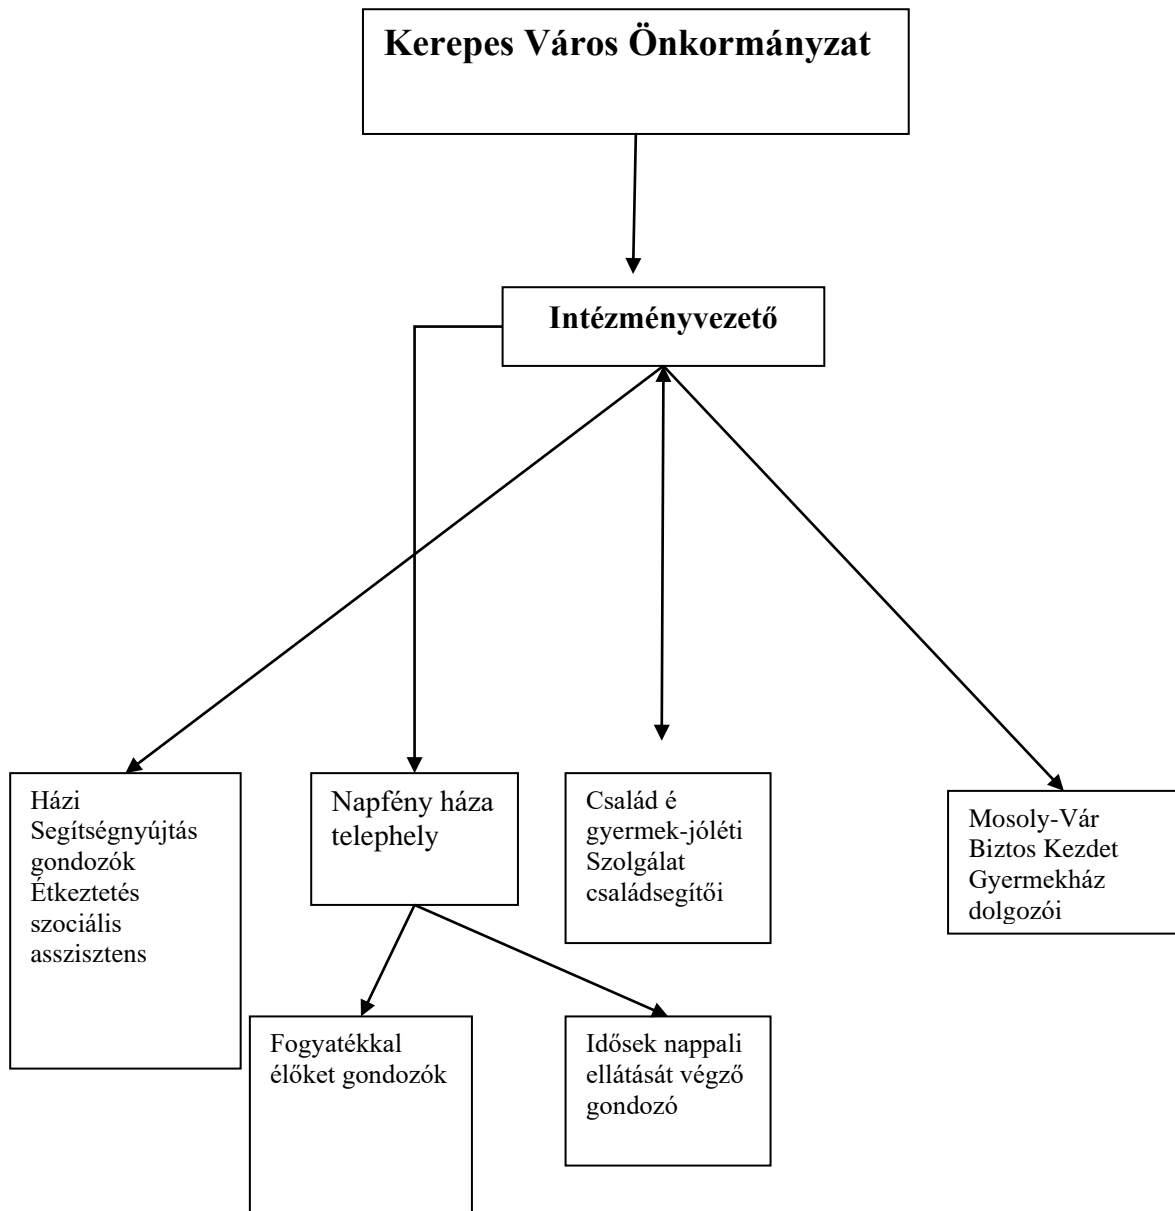 Kerepes Város Önkormányzat
Intézményvezető
Házi
Segítségnyújtás
gondozók
Étkeztetés
szociális
asszisztens
Napfény háza
telephely
Család é
gyermek-jóléti
Szolgálat
családsegítői
Mosoly-Vár
Biztos Kezdet
Gyermekház
dolgozói
Fogyatékkal
élőket gondozók
Idősek nappali
ellátását végző
gondozó